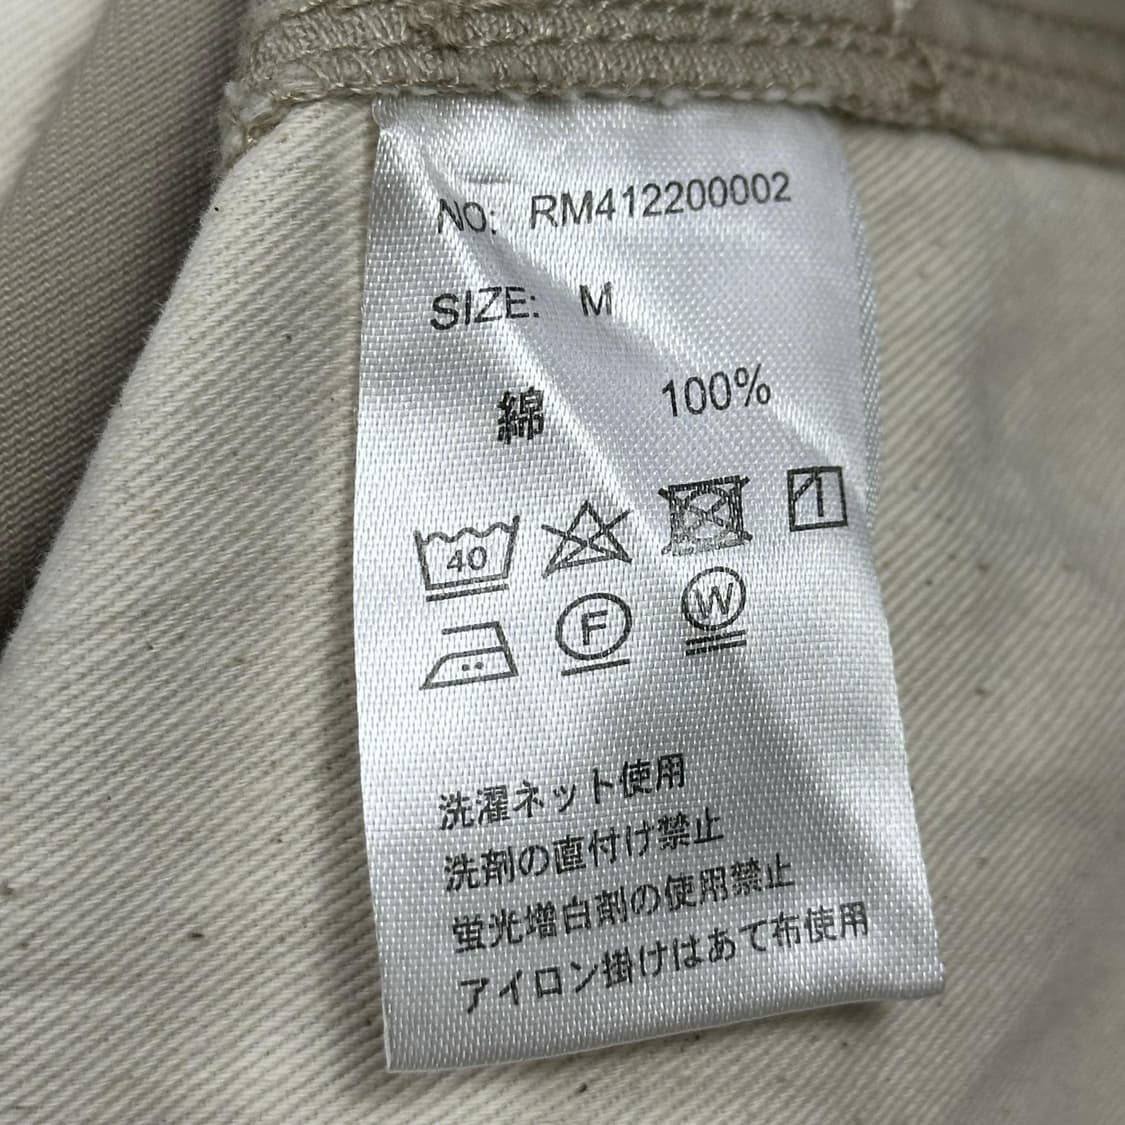 NO: RM412200002
SIZE: M
綿 100%
40
F W
洗濯ネット使用
洗剤の直付け禁止
蛍光増白剤の使用禁止
アイロン掛けはあて布使用